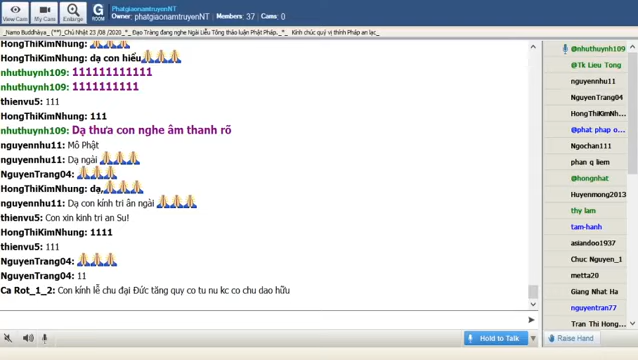 View Cam
My Cam
Enlarge
G
ROOM
PhatgiaonamtruyenNT
Owner: phatgiaonamtruyenNT | Members: 37 | Cams: 0
_Namo Buddhàya_ (**)_Chủ Nhật 23 /08 /2020_* _Đạo Tràng đang nghe Ngài Liễu Tông thảo luận Phật Pháp._*_ Kính chúc quý vị thính Pháp an lạc_
HongThiKimNhung:
HongThiKimNhung: dạ con hiểu
nhuthuynh109: 111111111111
nhuthuynh109: 1111111111
thienvu5: 111
HongThiKimNhung: 111
nhuthuynh109: Dạ thưa con nghe âm thanh rõ
nguyennhu11: Mô Phật
nguyennhu11: Dạ ngài
NguyenTrang04:
HongThiKimNhung: dạ,
nguyennhu11: Dạ con kính tri ân ngài
thienvu5: Con xin kinh tri an Su!
HongThiKimNhung: 1111
thienvu5: 111
NguyenTrang04:
NguyenTrang04: 11
Ca Rot_1_2: Con kính lễ chu đại Đức tăng quy co tu nu kc co chu dao hữu
Hold to Talk
@nhuthuynh109
@Tk Lieu Tong
nguyennhu11
NguyenTrang04
HongThiKimNh...
@phat phap o...
Ngochan111
phan q liem
@hongnhat
Huyenmong2013
thy lam
tam-hanh
asiandoo1937
Chuc Nguyen_1
metta20
Giang Nhat Ha
nguyentran77
Tran Thi Hong...
Raise Hand